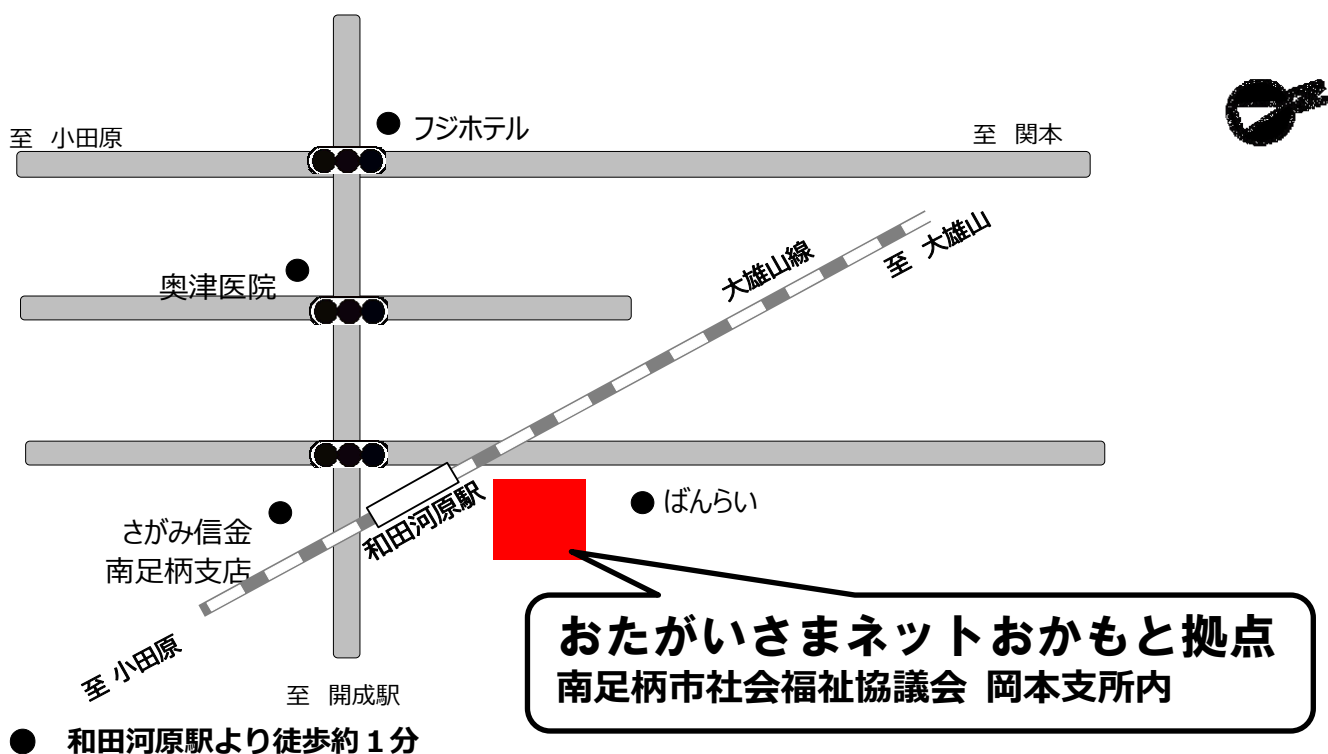 フジホテル
至 小田原
至 関本
大雄山線
至 大雄山
奥津医院
和田河原駅
ばんらい
さがみ信金
南足柄支店
至 小田原
至 開成駅
おたがいさまネットおかもと拠点
南足柄市社会福祉協議会 岡本支所内
● 和田河原駅より徒歩約1分